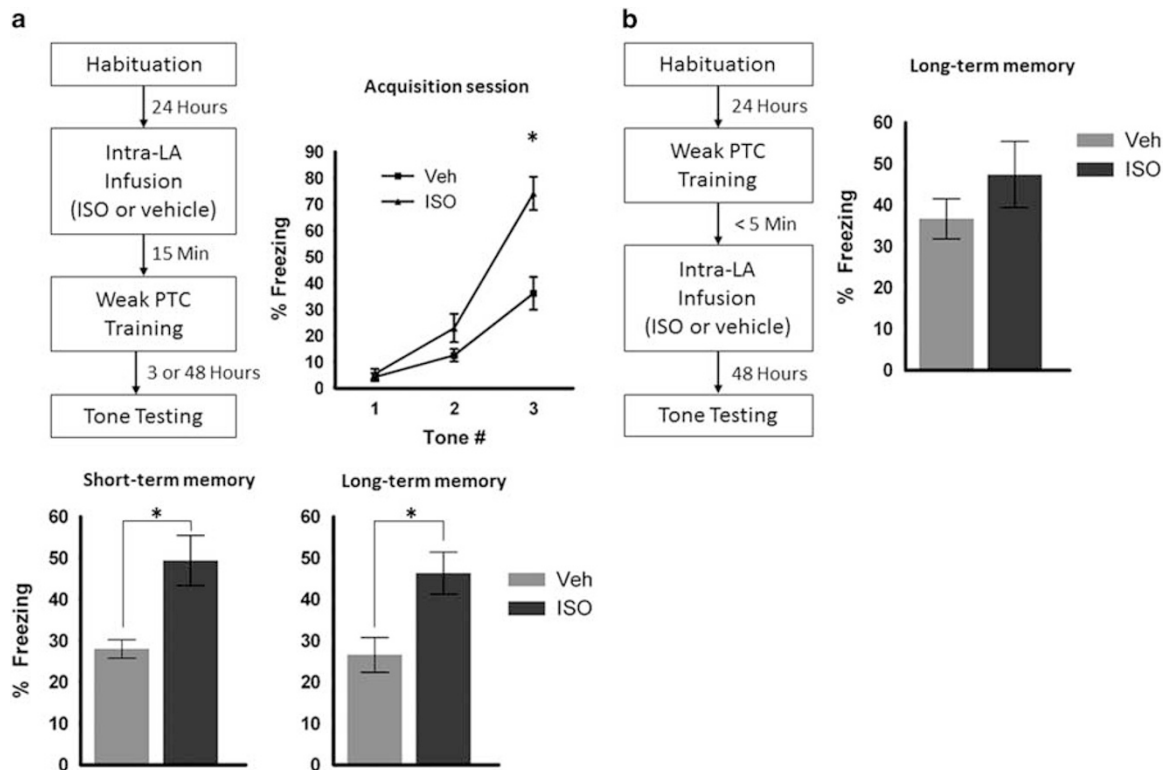 a
Habituation
24 Hours
Intra-LA
Infusion
(ISO or vehicle)
15 Min
Weak PTC
Training
3 or 48 Hours
Tone Testing
Acquisition session
*
% Freezing
90
80
70
60
50
40
30
20
10
0
Veh
ISO
1 2 3
Tone #
b
Habituation
24 Hours
Weak PTC
Training
< 5 Min
Intra-LA
Infusion
(ISO or vehicle)
48 Hours
Tone Testing
Long-term memory
% Freezing
60
50
40
30
20
10
0
Veh
ISO
Short-term memory
*
% Freezing
60
50
40
30
20
10
0
Long-term memory
*
60
50
40
30
20
10
0
Veh
ISO